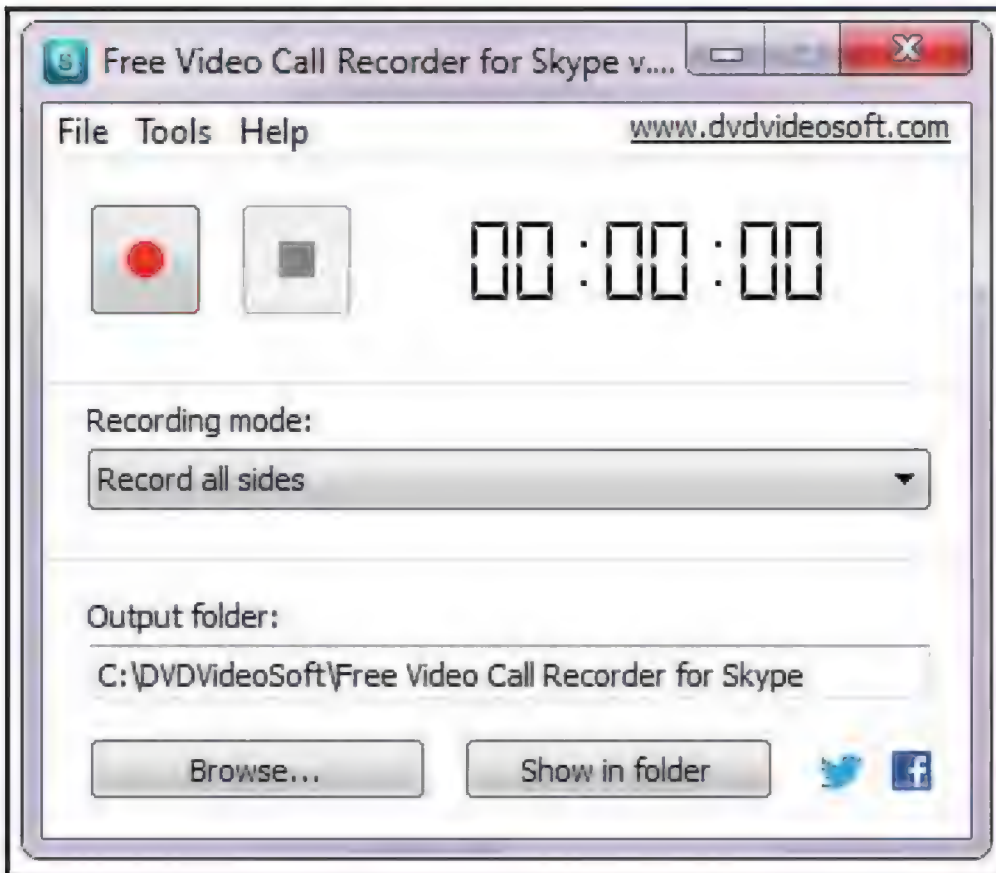 Free Video Call Recorder for Skype v....
File Tools Help www.dvdvideosoft.com
00:00:00
Recording mode:
Record all sides
Output folder:
C:\DVDVideoSoft\Free Video Call Recorder for Skype
Browse... Show in folder